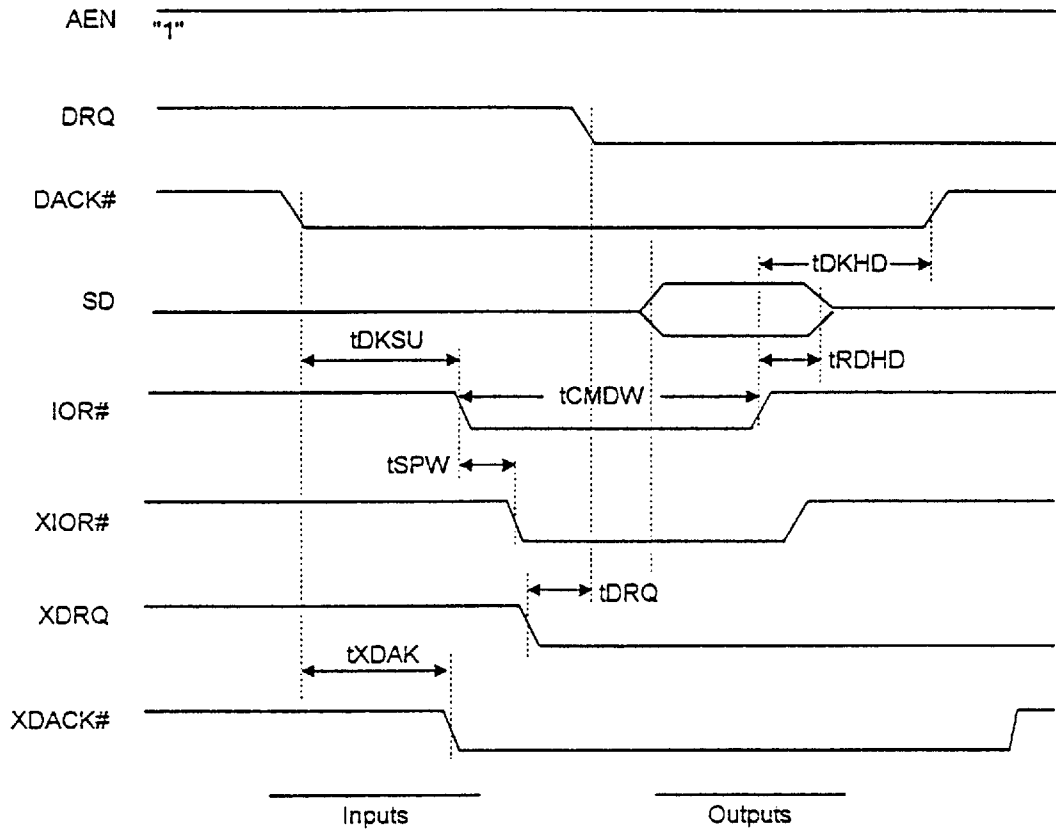 AEN "1"
DRQ
DACK#
tDKHD
SD
tDKSU
tRDHD
IOR#
tCMDW
tSPW
XIOR#
tDRQ
XDRQ
tXDAK
XDACK#
Inputs Outputs